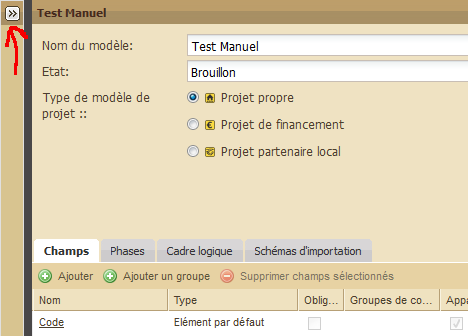 Test Manuel
Nom du modèle: Test Manuel
Etat: Brouillon
Type de modèle de projet :: Projet propre
Projet de financement
Projet partenaire local
Champs Phases Cadre logique Schémas d'importation
Ajouter Ajouter un groupe Supprimer champs sélectionnés
Nom Type Oblig... Groupes de co... Appa
Code Elément par défaut